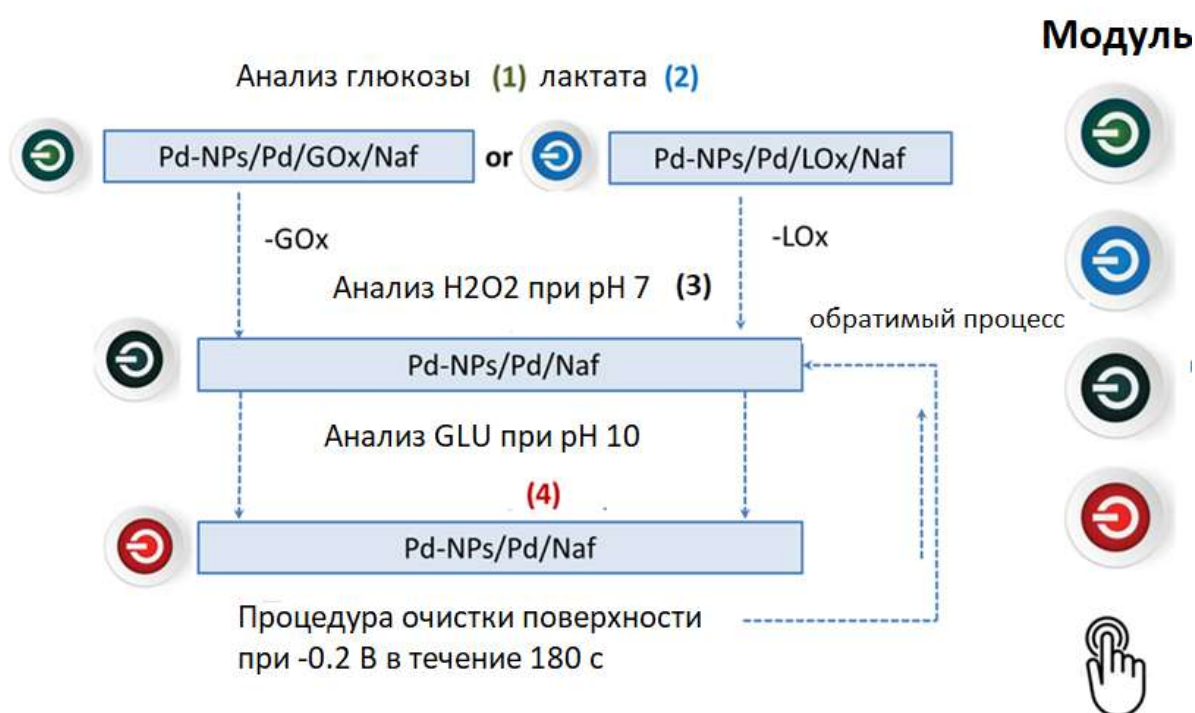 Модуль
Анализ глюкозы (1) лактата (2)
Pd-NPs/Pd/GOx/Naf or Pd-NPs/Pd/LOx/Naf
-GOx -LOx
Анализ H2O2 при pH 7 (3)
обратимый процесс
Pd-NPs/Pd/Naf
Анализ GLU при pH 10
(4)
Pd-NPs/Pd/Naf
Процедура очистки поверхности
при -0.2 В в течение 180 с